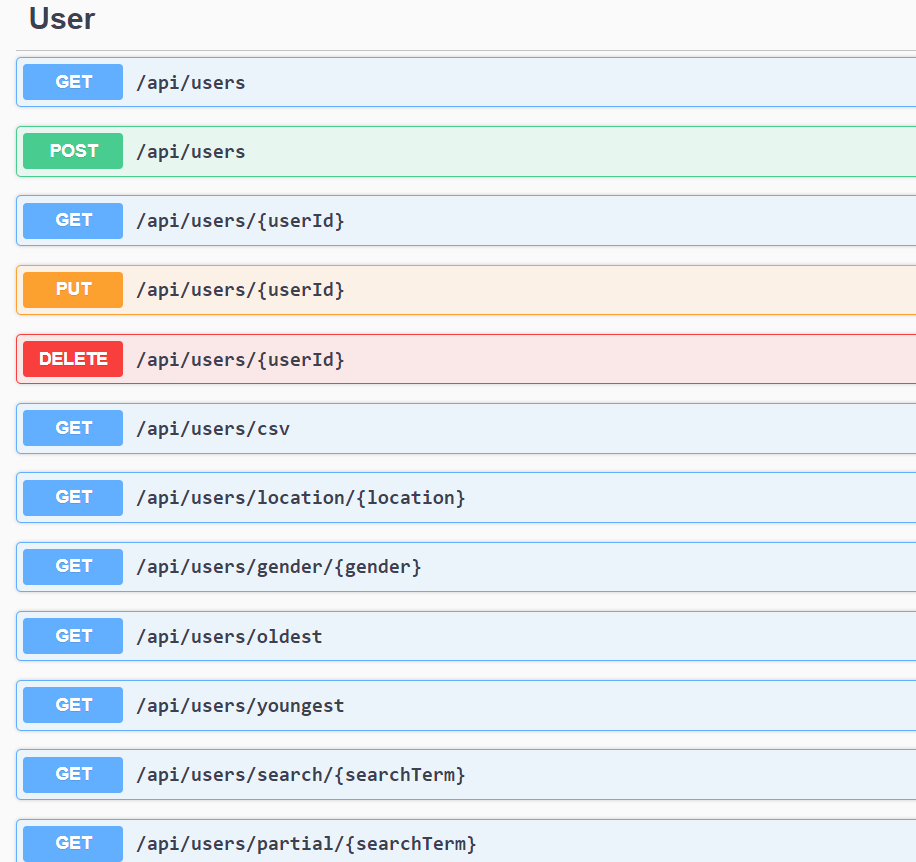 User
GET /api/users
POST /api/users
GET /api/users/{userId}
PUT /api/users/{userId}
DELETE /api/users/{userId}
GET /api/users/csv
GET /api/users/location/{location}
GET /api/users/gender/{gender}
GET /api/users/oldest
GET /api/users/youngest
GET /api/users/search/{searchTerm}
GET /api/users/partial/{searchTerm}